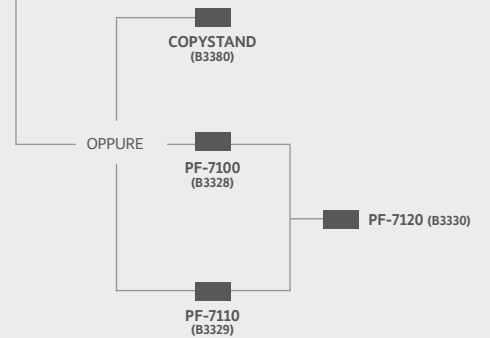 COPYSTAND
(B3380)
OPPURE
PF-7100
(B3328)
PF-7120 (B3330)
PF-7110
(B3329)